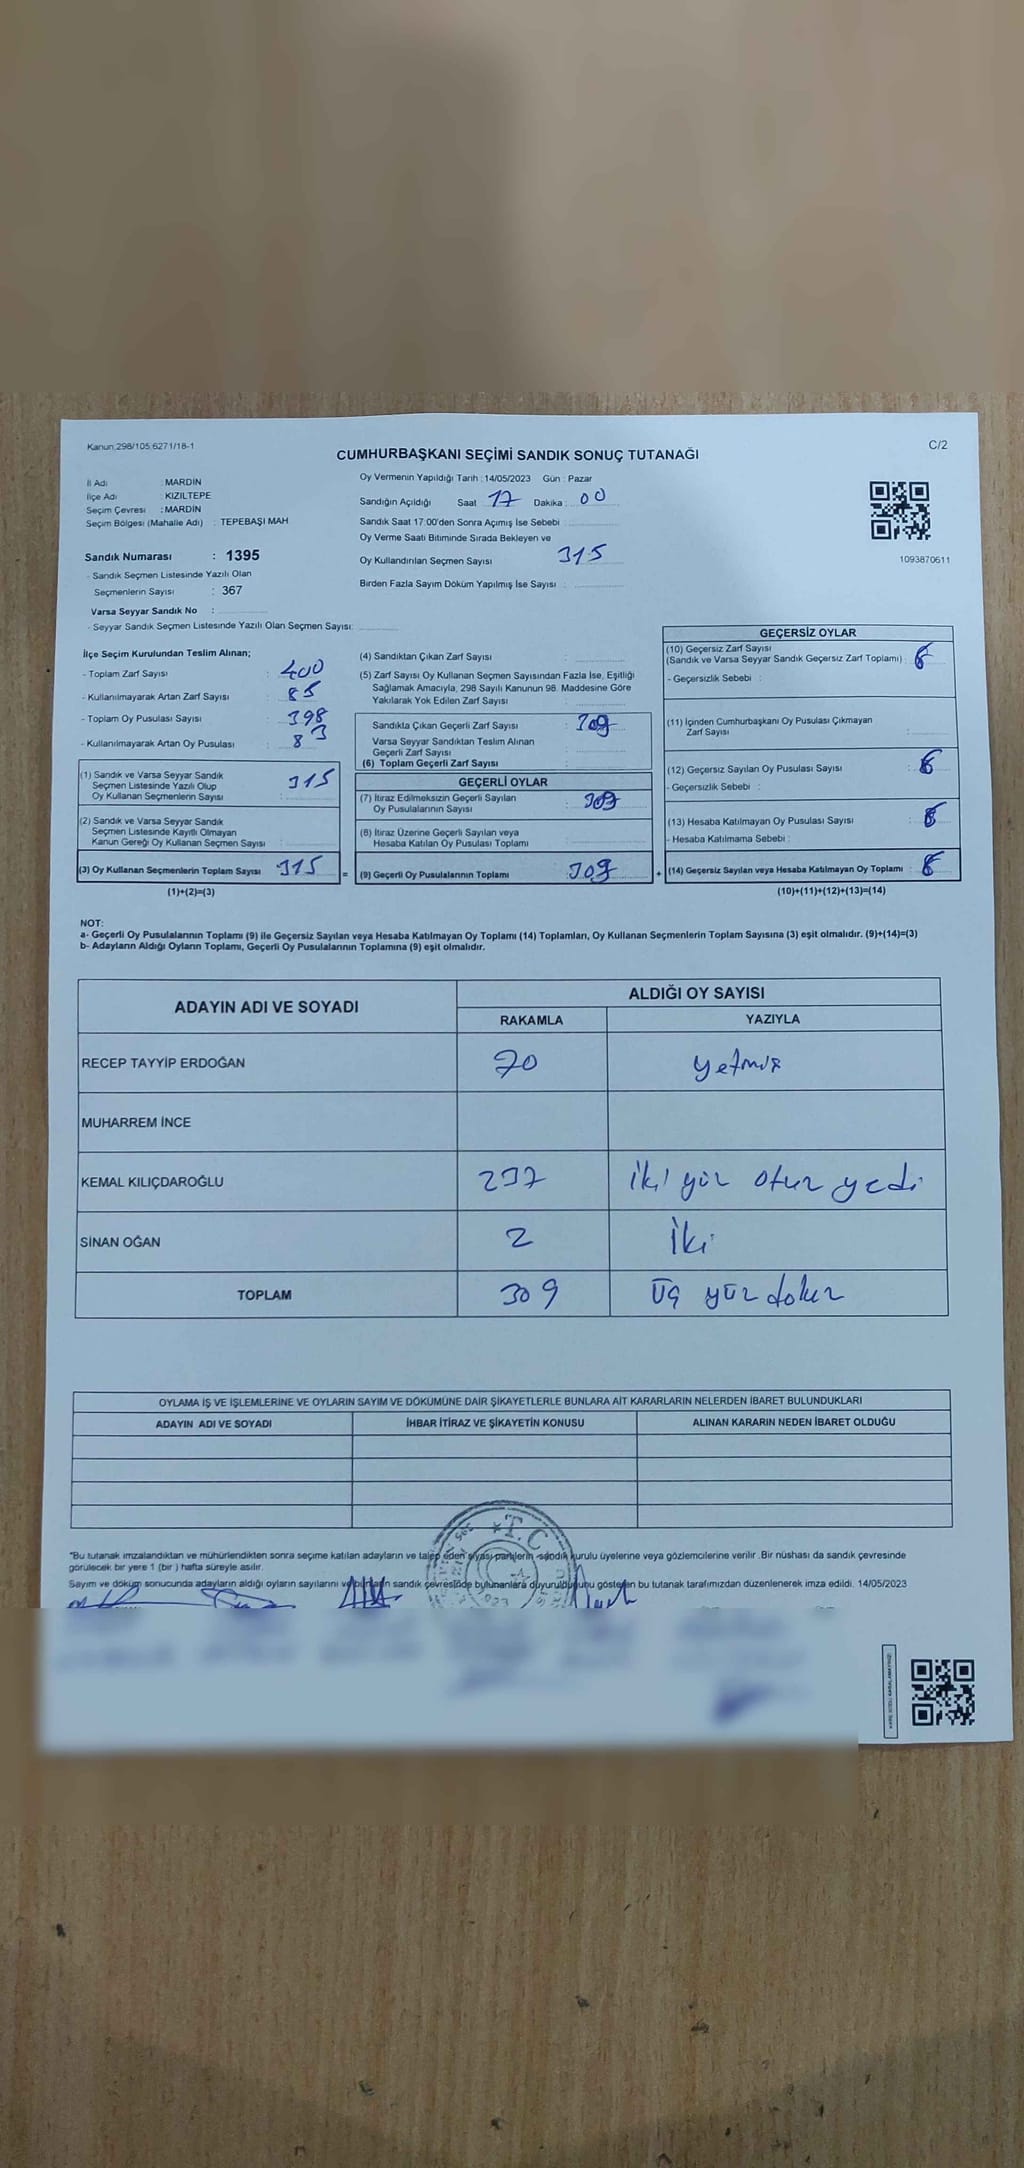 Kanun:298/105:6271/18-1
C/2
CUMHURBAŞKANI SEÇİMİ SANDIK SONUÇ TUTANAĞI
İl Adı : MARDİN
İlçe Adı : KIZILTEPE
Seçim Çevresi : MARDİN
Seçim Bölgesi (Mahalle Adı) : TEPEBAŞI MAH
Sandık Numarası : 1395
- Sandık Seçmen Listesinde Yazılı Olan
Seçmenlerin Sayısı : 367
Varsa Seyyar Sandık No :
- Seyyar Sandık Seçmen Listesinde Yazılı Olan Seçmen Sayısı:
Oy Vermenin Yapıldığı Tarih : 14/05/2023 Gün : Pazar
Sandığın Açıldığı Saat 17 Dakika : 00
Sandık Saat 17:00'den Sonra Açımış İse Sebebi :
Oy Verme Saati Bitiminde Sırada Bekleyen ve
Oy Kullandırılan Seçmen Sayısı 315
Birden Fazla Sayım Döküm Yapılmış İse Sayısı :
1093870611
İlçe Seçim Kurulundan Teslim Alınan;
- Toplam Zarf Sayısı : 400
- Kullanılmayarak Artan Zarf Sayısı : 85
- Toplam Oy Pusulası Sayısı : 398
- Kullanılmayarak Artan Oy Pusulası : 83
(1) Sandık ve Varsa Seyyar Sandık
Seçmen Listesinde Yazılı Olup
Oy Kullanan Seçmenlerin Sayısı : 315
(2) Sandık ve Varsa Seyyar Sandık
Seçmen Listesinde Kayıtlı Olmayan
Kanun Gereği Oy Kullanan Seçmen Sayısı :
(3) Oy Kullanan Seçmenlerin Toplam Sayısı 315
(1)+(2)=(3)
(4) Sandıktan Çıkan Zarf Sayısı :
(5) Zarf Sayısı Oy Kullanan Seçmen Sayısından Fazla İse, Eşitliği
Sağlamak Amacıyla, 298 Sayılı Kanunun 98. Maddesine Göre
Yakılarak Yok Edilen Zarf Sayısı :
Sandıkta Çıkan Geçerli Zarf Sayısı : 309
Varsa Seyyar Sandıktan Teslim Alınan
Geçerli Zarf Sayısı :
(6) Toplam Geçerli Zarf Sayısı :
GEÇERLİ OYLAR
(7) İtiraz Edilmeksizin Geçerli Sayılan
Oy Pusulalarının Sayısı : 309
(8) İtiraz Üzerine Geçerli Sayılan veya
Hesaba Katılan Oy Pusulası Toplamı :
= (9) Geçerli Oy Pusulalarının Toplamı 309
GEÇERSİZ OYLAR
(10) Geçersiz Zarf Sayısı
(Sandık ve Varsa Seyyar Sandık Geçersiz Zarf Toplamı) :
- Geçersizlik Sebebi :
(11) İçinden Cumhurbaşkanı Oy Pusulası Çıkmayan
Zarf Sayısı :
(12) Geçersiz Sayılan Oy Pusulası Sayısı :
- Geçersizlik Sebebi :
(13) Hesaba Katılmayan Oy Pusulası Sayısı :
- Hesaba Katılmama Sebebi :
+ (14) Geçersiz Sayılan veya Hesaba Katılmayan Oy Toplamı :
(10)+(11)+(12)+(13)=(14)
NOT:
a- Geçerli Oy Pusulalarının Toplamı (9) ile Geçersiz Sayılan veya Hesaba Katılmayan Oy Toplamı (14) Toplamları, Oy Kullanan Seçmenlerin Toplam Sayısına (3) eşit olmalıdır. (9)+(14)=(3)
b- Adayların Aldığı Oyların Toplamı, Geçerli Oy Pusulalarının Toplamına (9) eşit olmalıdır.
ADAYIN ADI VE SOYADI
ALDIĞI OY SAYISI
RAKAMLA YAZIYLA
RECEP TAYYİP ERDOĞAN 70 yetmiş
MUHARREM İNCE
KEMAL KILIÇDAROĞLU 237 iki yüz otuz yedi
SİNAN OĞAN 2 İki
TOPLAM 309 Üç yüz dokuz
OYLAMA İŞ VE İŞLEMLERİNE VE OYLARIN SAYIM VE DÖKÜMÜNE DAİR ŞİKAYETLERLE BUNLARA AİT KARARLARIN NELERDEN İBARET BULUNDUKLARI
ADAYIN ADI VE SOYADI İHBAR İTİRAZ VE ŞİKAYETİN KONUSU ALINAN KARARIN NEDEN İBARET OLDUĞU
T.C
"Bu tutanak imzalandıktan ve mühürlendikten sonra seçime katılan adayların ve talep eden siyasi partilerin sandık kurulu üyelerine veya gözlemcilerine verilir. Bir nüshası da sandık çevresinde
görülecek bir yere 1 (bir) hafta süreyle asılır.
Sayım ve döküm sonucunda adayların aldığı oyların sayılarını ve bunların sandık çevresinde bulunanlara duyurulduğunu gösteren bu tutanak tarafımızdan düzenlenerek imza edildi. 14/05/2023